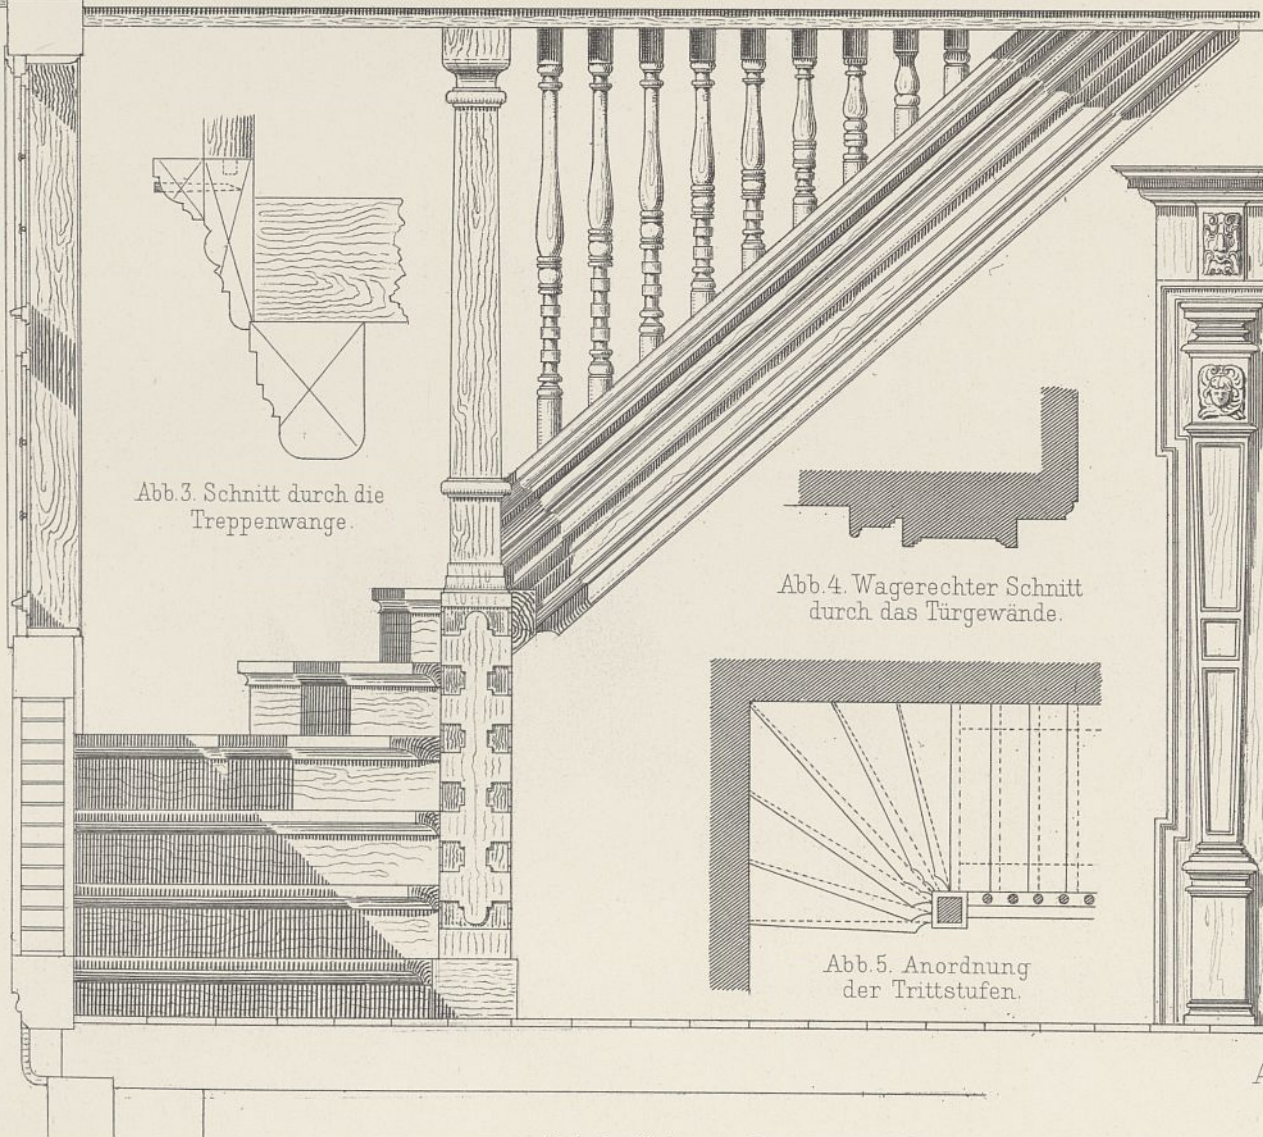 Abb.3. Schnitt durch die
Treppenwange.
Abb.4. Wagerechter Schnitt
durch das Türgewände.
Abb.5. Anordnung
der Trittstufen.